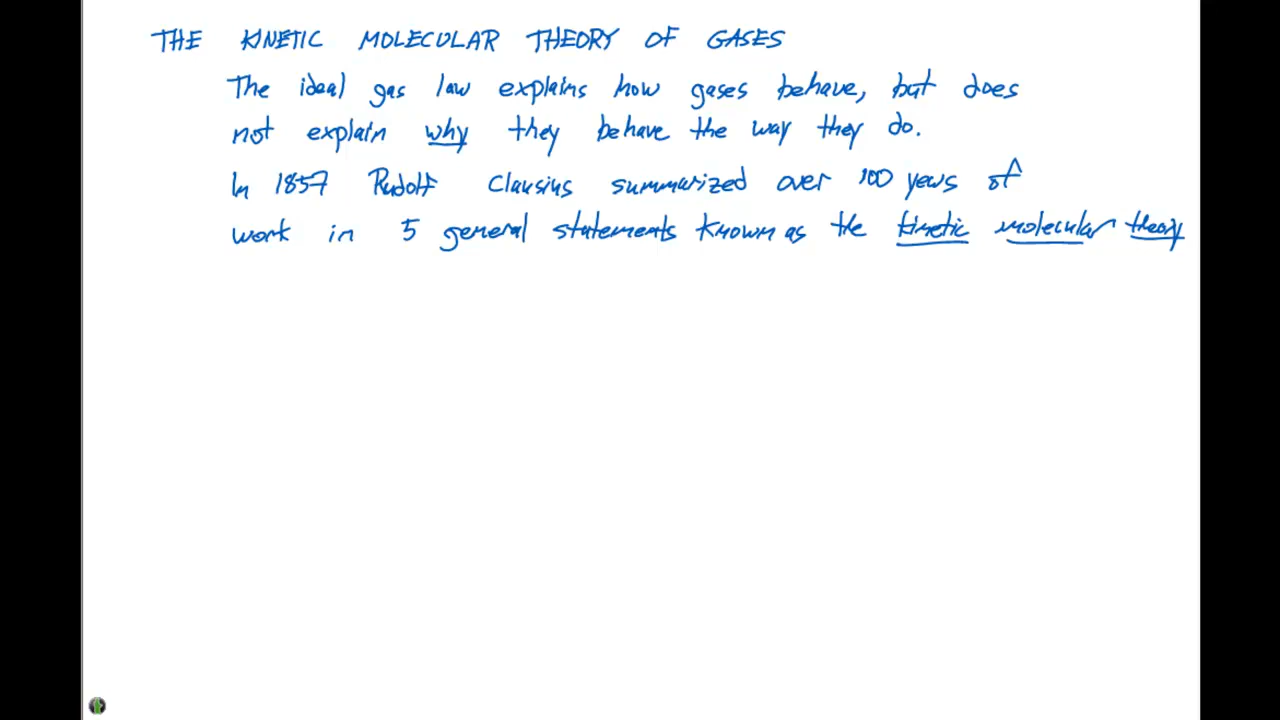 THE KINETIC MOLECULAR THEORY OF GASES
The ideal gas law explains how gases behave, but does
not explain why they behave the way they do.
In 1857 Rudolf Clausius summarized over 100 years of
work in 5 general statements known as the kinetic molecular theory